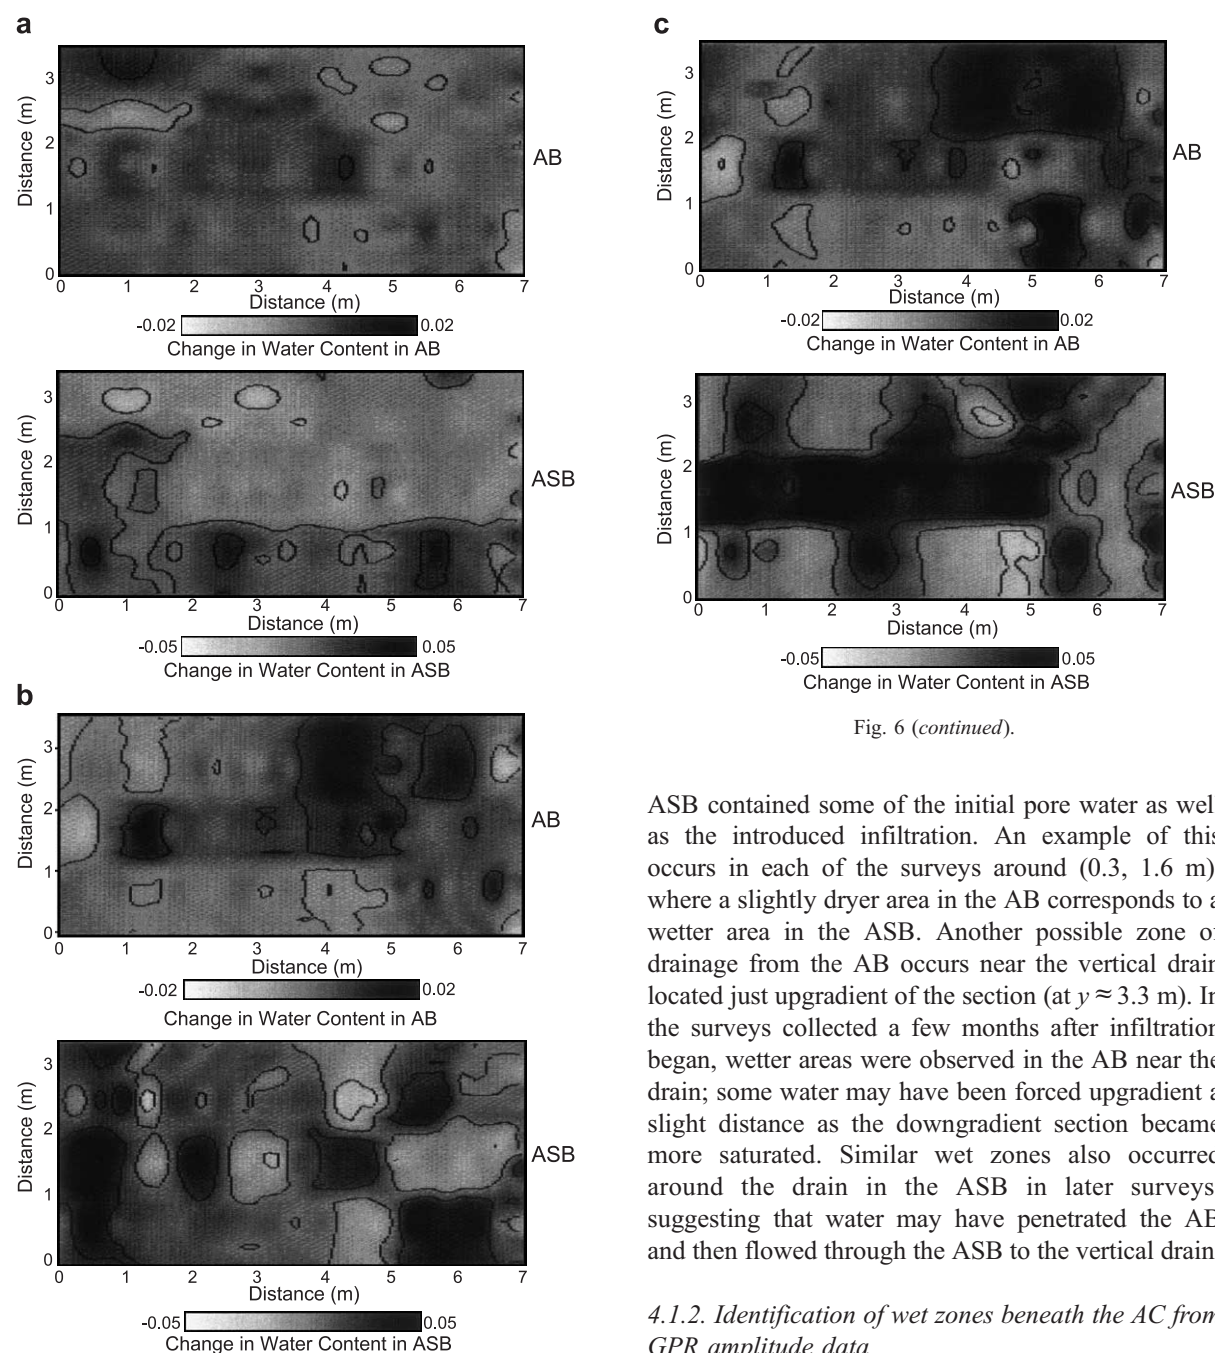 a
Distance (m)
3
2
1
0
AB
0 1 2 3 4 5 6 7
Distance (m)
-0.02 0.02
Change in Water Content in AB
Distance (m)
3
2
1
0
ASB
0 1 2 3 4 5 6 7
Distance (m)
-0.05 0.05
Change in Water Content in ASB
b
Distance (m)
3
2
1
0
AB
0 1 2 3 4 5 6 7
Distance (m)
-0.02 0.02
Change in Water Content in AB
Distance (m)
3
2
1
0
ASB
0 1 2 3 4 5 6 7
Distance (m)
-0.05 0.05
Change in Water Content in ASB
c
Distance (m)
3
2
1
0
AB
0 1 2 3 4 5 6 7
Distance (m)
-0.02 0.02
Change in Water Content in AB
Distance (m)
3
2
1
0
ASB
0 1 2 3 4 5 6 7
Distance (m)
-0.05 0.05
Change in Water Content in ASB
Fig. 6 (continued).
ASB contained some of the initial pore water as well
as the introduced infiltration. An example of this
occurs in each of the surveys around (0.3, 1.6 m)
where a slightly dryer area in the AB corresponds to a
wetter area in the ASB. Another possible zone of
drainage from the AB occurs near the vertical drain
located just upgradient of the section (at y ≈ 3.3 m). In
the surveys collected a few months after infiltration
began, wetter areas were observed in the AB near the
drain; some water may have been forced upgradient a
slight distance as the downgradient section became
more saturated. Similar wet zones also occurred
around the drain in the ASB in later surveys
suggesting that water may have penetrated the AB
and then flowed through the ASB to the vertical drain
4.1.2. Identification of wet zones beneath the AC from
GPR amplitude data